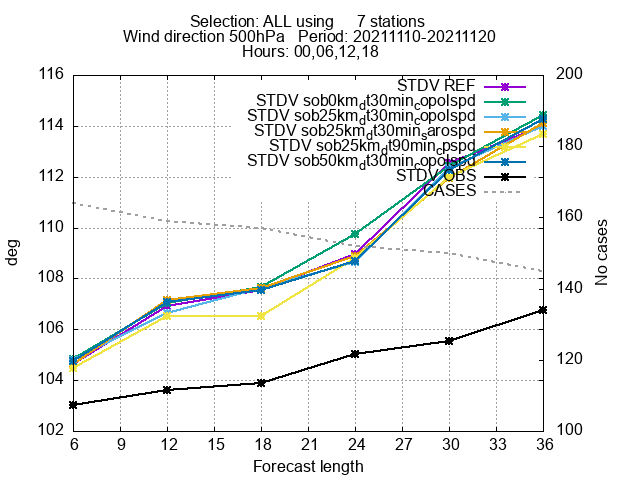 Selection: ALL using 7 stations
Wind direction 500hPa Period: 20211110-20211120
Hours: 00,06,12,18
116 200
STDV REF
STDV sob0km_dt30min_copolspd
STDV sob25km_dt30min_copolspd
114
STDV sob25km_dt30min_sarospd
STDV sob25km_dt90min_cpspd
180
STDV sob50km_dt30min_copolspd
112 STDV OBS
CASES
110 160
deg No cases
108 140
106 120
104
102 100
6 9 12 15 18 21 24 27 30 33 36
Forecast length